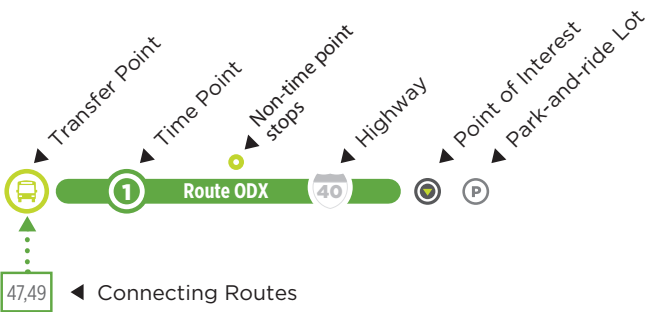 Transfer Point
Time Point
Non-time point
stops
Highway
Point of Interest
Park-and-ride Lot
1
Route ODX
40
P
47,49
Connecting Routes